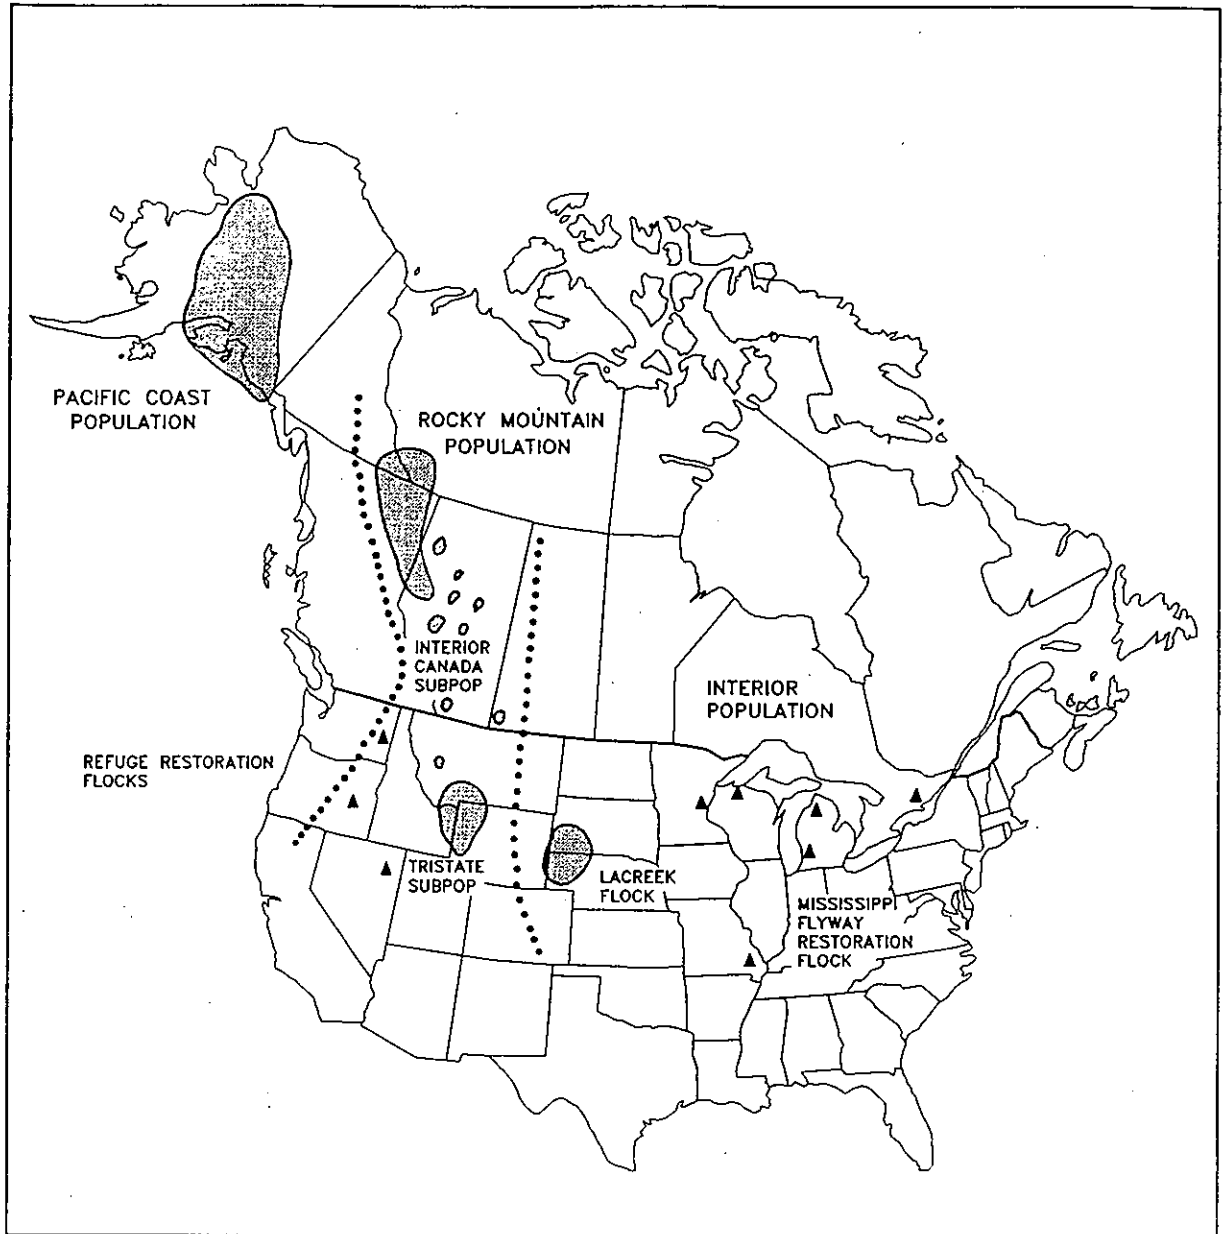 PACIFIC COAST
POPULATION
ROCKY MOUNTAIN
POPULATION
INTERIOR
CANADA
SUBPOP
INTERIOR
POPULATION
REFUGE RESTORATION
FLOCKS
TRISTATE
SUBPOP
LACREEK
FLOCK
MISSISSIPP
FLYWAY
RESTORATION
FLOCK